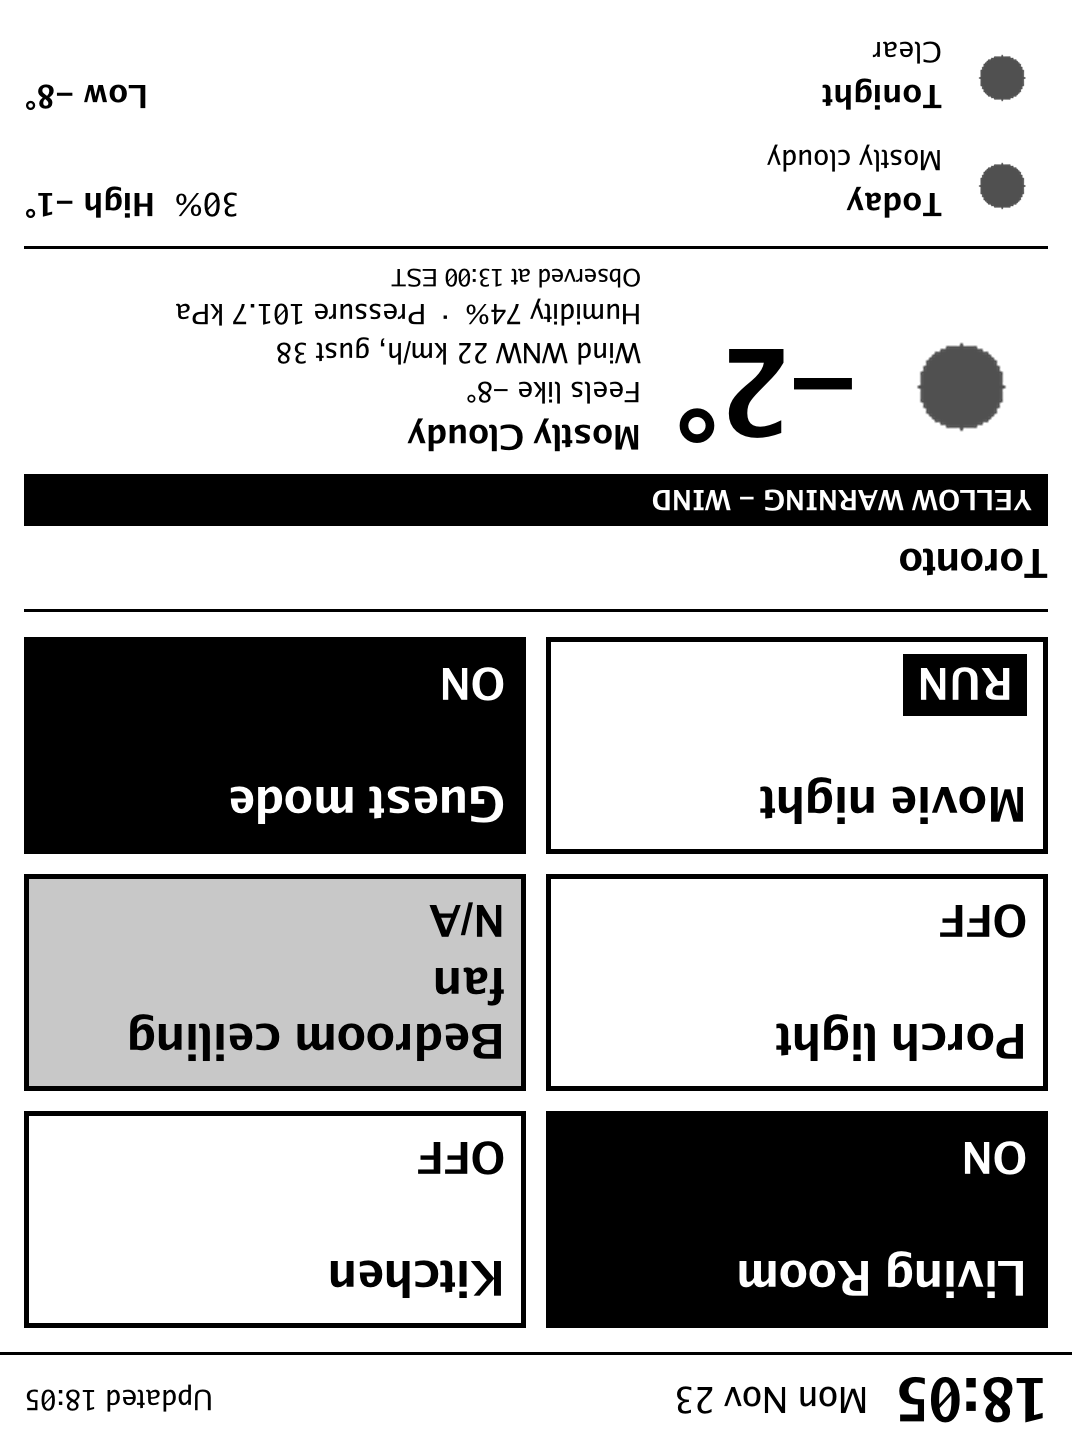 18:05 Mon Nov 23 Updated 18:05
Living Room
ON
Kitchen
OFF
Porch light
OFF
Bedroom ceiling
fan
N/A
Movie night
RUN
Guest mode
ON
Toronto
YELLOW WARNING – WIND
–2°
Mostly Cloudy
Feels like –8°
Wind WNW 22 km/h, gust 38
Humidity 74% · Pressure 101.7 kPa
Observed at 13:00 EST
Today 30% High –1°
Mostly cloudy
Tonight Low –8°
Clear